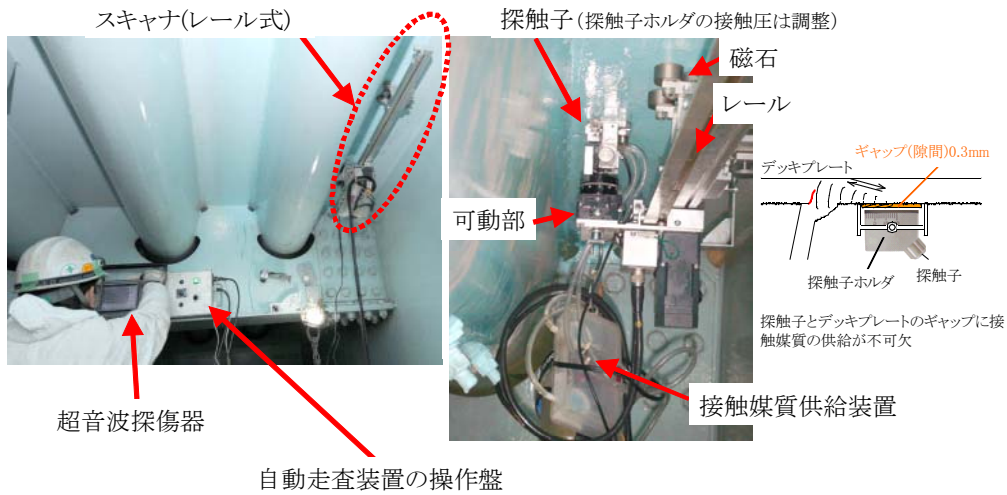 スキャナ(レール式)
探触子(探触子ホルダの接触圧は調整)
磁石
レール
ギャップ(隙間)0.3mm
デッキプレート
可動部
探触子ホルダ
探触子
探触子とデッキプレートのギャップに接
触媒質の供給が不可欠
接触媒質供給装置
超音波探傷器
自動走査装置の操作盤